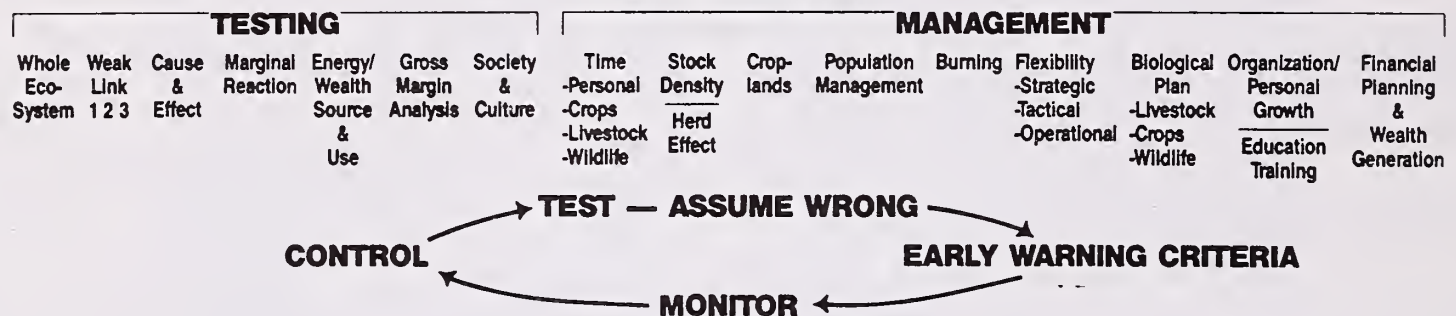 TESTING
MANAGEMENT
Whole
Eco-
System
Weak
Link
1 2 3
Cause
&
Effect
Marginal
Reaction
Energy/
Wealth
Source
&
Use
Gross
Margin
Analysis
Society
&
Culture
Time
-Personal
-Crops
-Livestock
-Wildlife
Stock
Density
Herd
Effect
Crop-
lands
Population
Management
Burning
Flexibility
-Strategic
-Tactical
-Operational
Biological
Plan
-Livestock
-Crops
-Wildlife
Organization/
Personal
Growth
Education
Training
Financial
Planning
&
Wealth
Generation
TEST — ASSUME WRONG
CONTROL
EARLY WARNING CRITERIA
MONITOR